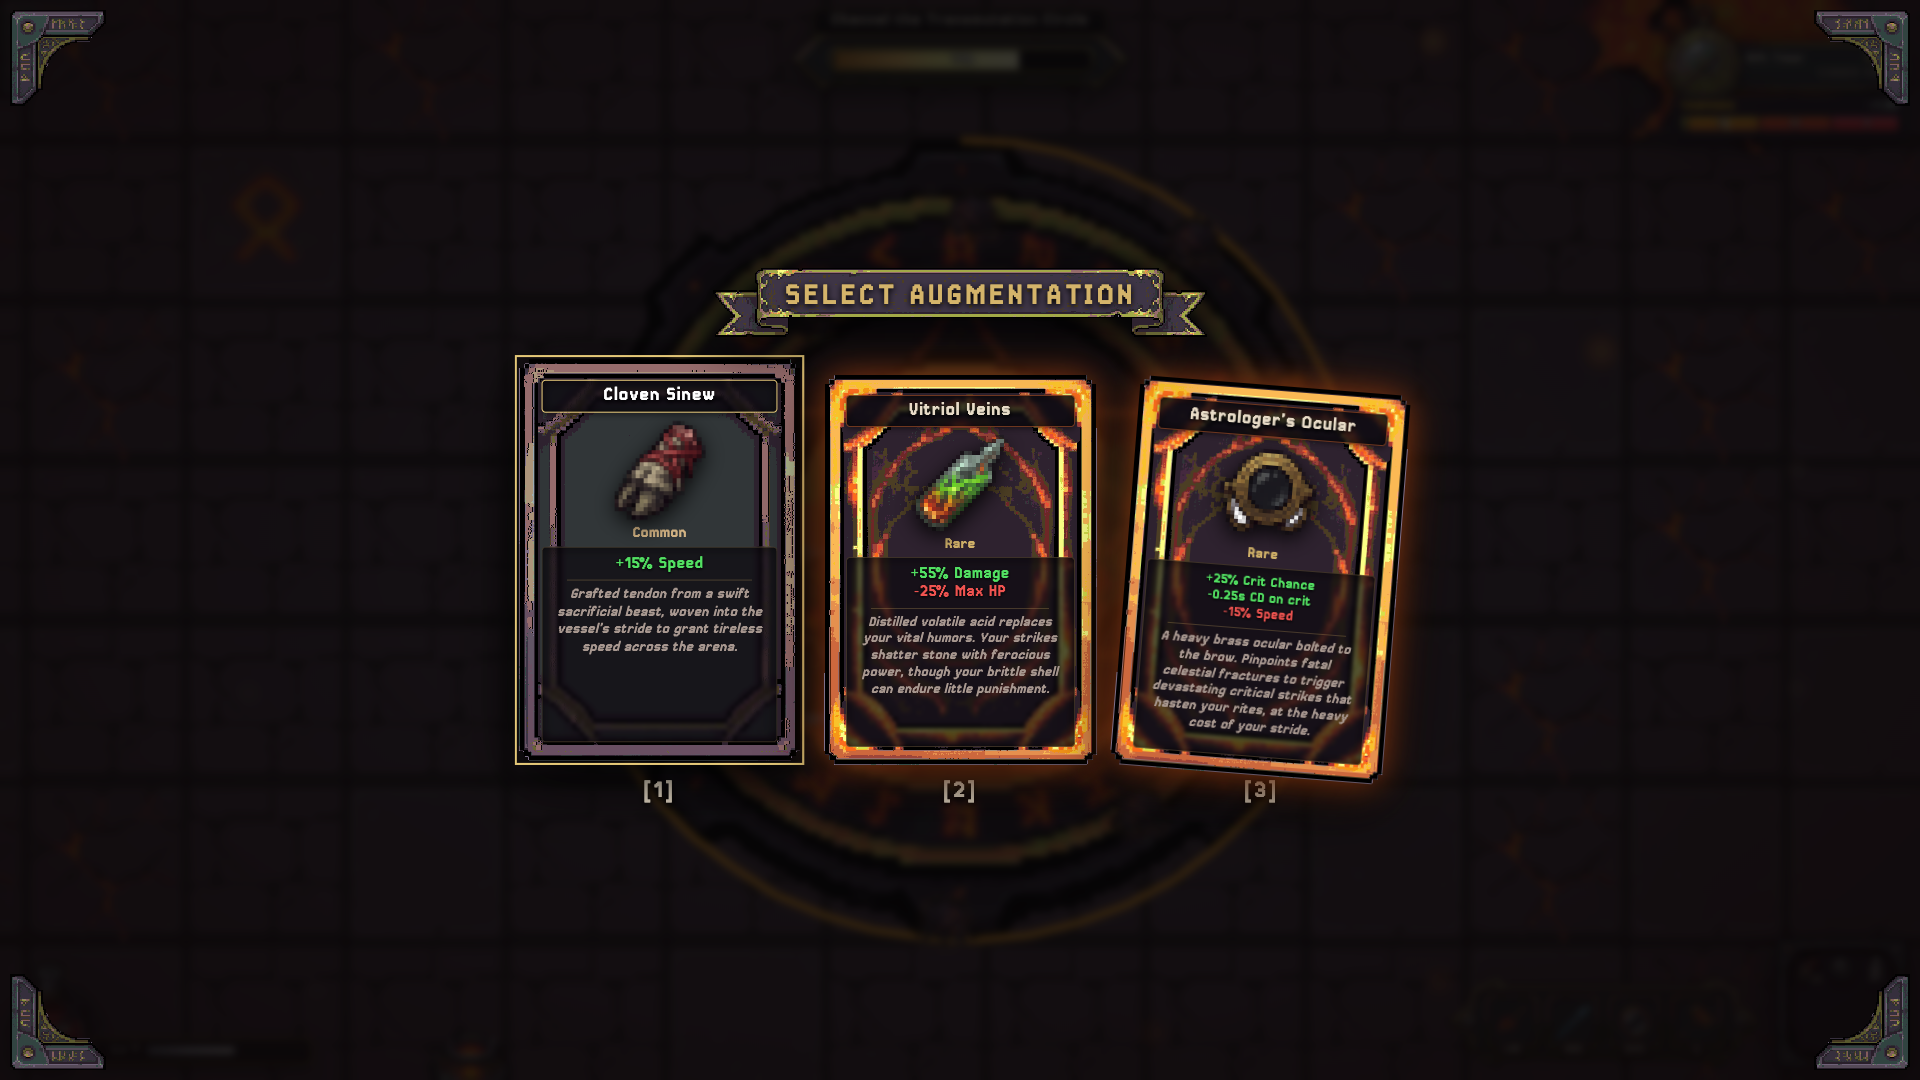 SELECT AUGMENTATION
Cloven Sinew
Common
+15% Speed
Grafted tendon from a swift
sacrificial beast, woven into the
vessel's stride to grant tireless
speed across the arena.
[1]
Vitriol Veins
Rare
+55% Damage
-25% Max HP
Distilled volatile acid replaces
your vital humors. Your strikes
shatter stone with ferocious
power, though your brittle shell
can endure little punishment.
[2]
Astrologer's Ocular
Rare
+25% Crit Chance
-0.25s CD on crit
-15% Speed
A heavy brass ocular bolted to
the brow. Pinpoints fatal
celestial fractures to trigger
devastating critical strikes that
hasten your rites, at the heavy
cost of your stride.
[3]